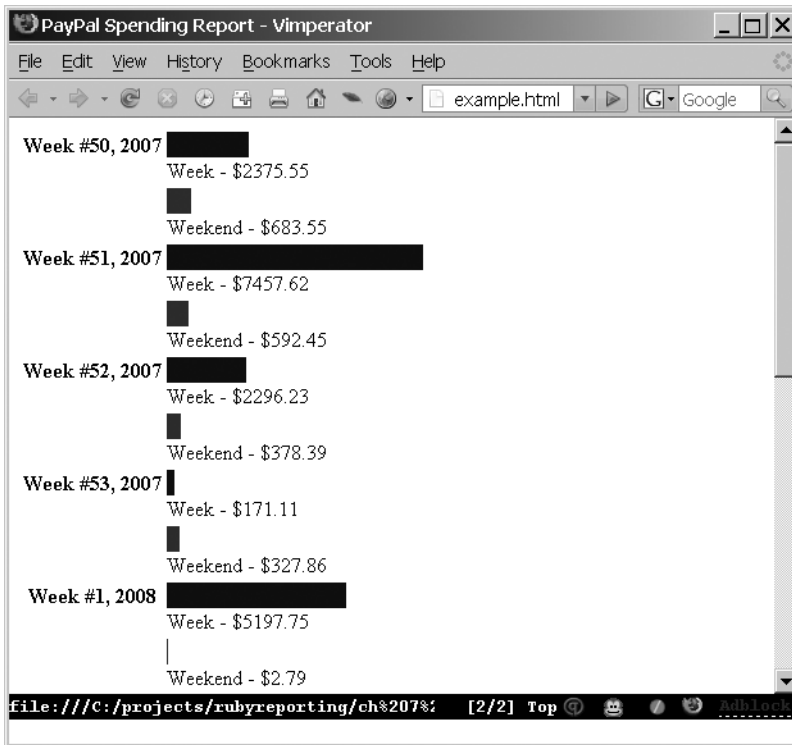 PayPal Spending Report - Vimperator
File Edit View History Bookmarks Tools Help
example.html G Google
Week #50, 2007
Week - $2375.55
Weekend - $683.55
Week #51, 2007
Week - $7457.62
Weekend - $592.45
Week #52, 2007
Week - $2296.23
Weekend - $378.39
Week #53, 2007
Week - $171.11
Weekend - $327.86
Week #1, 2008
Week - $5197.75
Weekend - $2.79
file:///C:/projects/rubyreporting/ch%207%2 [2/2] Top Adblock